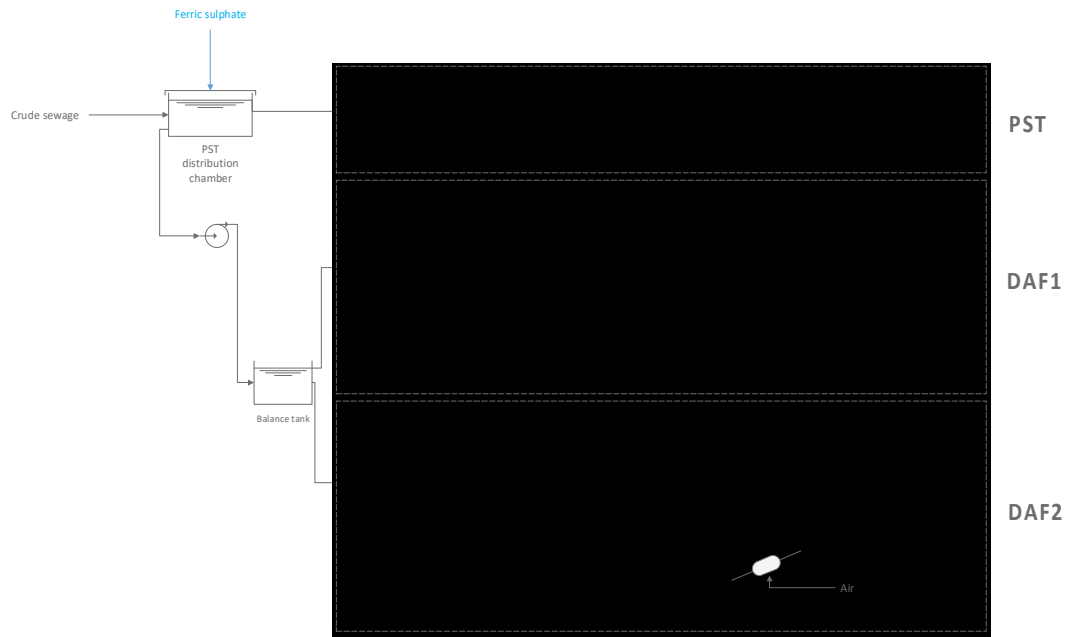 Ferric sulphate
Crude sewage
PST
distribution
chamber
PST
DAF1
Balance tank
DAF2
Air